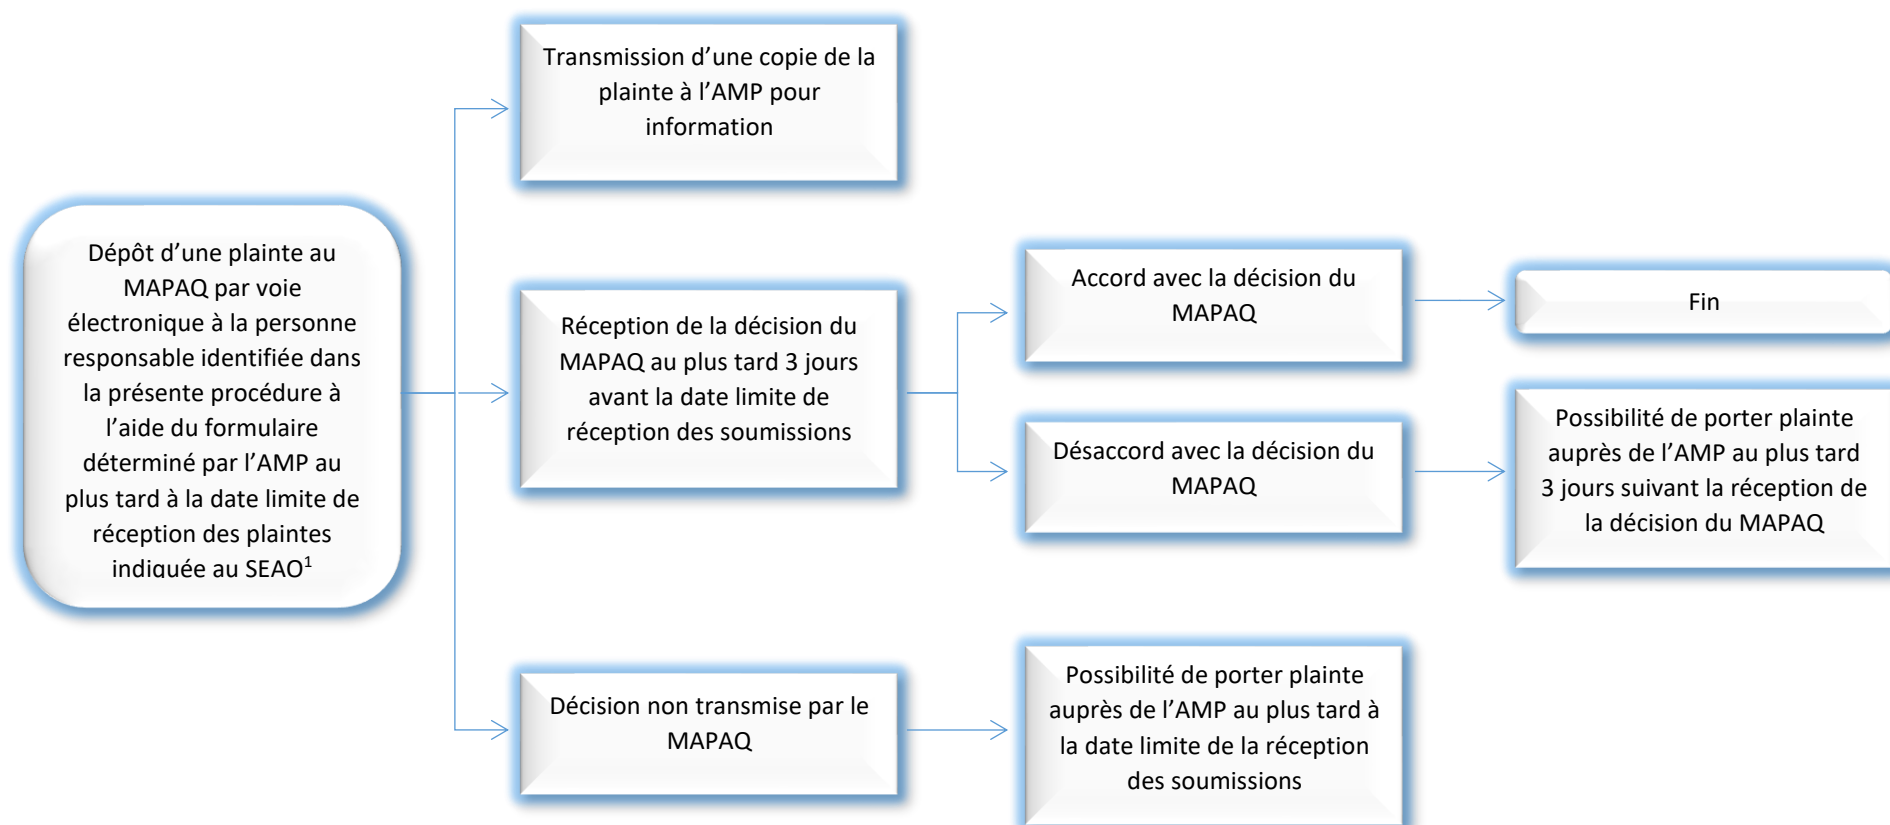 Transmission d’une copie de la
plainte à l’AMP pour
information
Dépôt d’une plainte au
MAPAQ par voie
électronique à la personne
responsable identifiée dans
la présente procédure à
l’aide du formulaire
déterminé par l’AMP au
plus tard à la date limite de
réception des plaintes
indiquée au SEAO¹
Réception de la décision du
MAPAQ au plus tard 3 jours
avant la date limite de
réception des soumissions
Accord avec la décision du
MAPAQ
Fin
Désaccord avec la décision du
MAPAQ
Possibilité de porter plainte
auprès de l’AMP au plus tard
3 jours suivant la réception de
la décision du MAPAQ
Décision non transmise par le
MAPAQ
Possibilité de porter plainte
auprès de l’AMP au plus tard à
la date limite de la réception
des soumissions